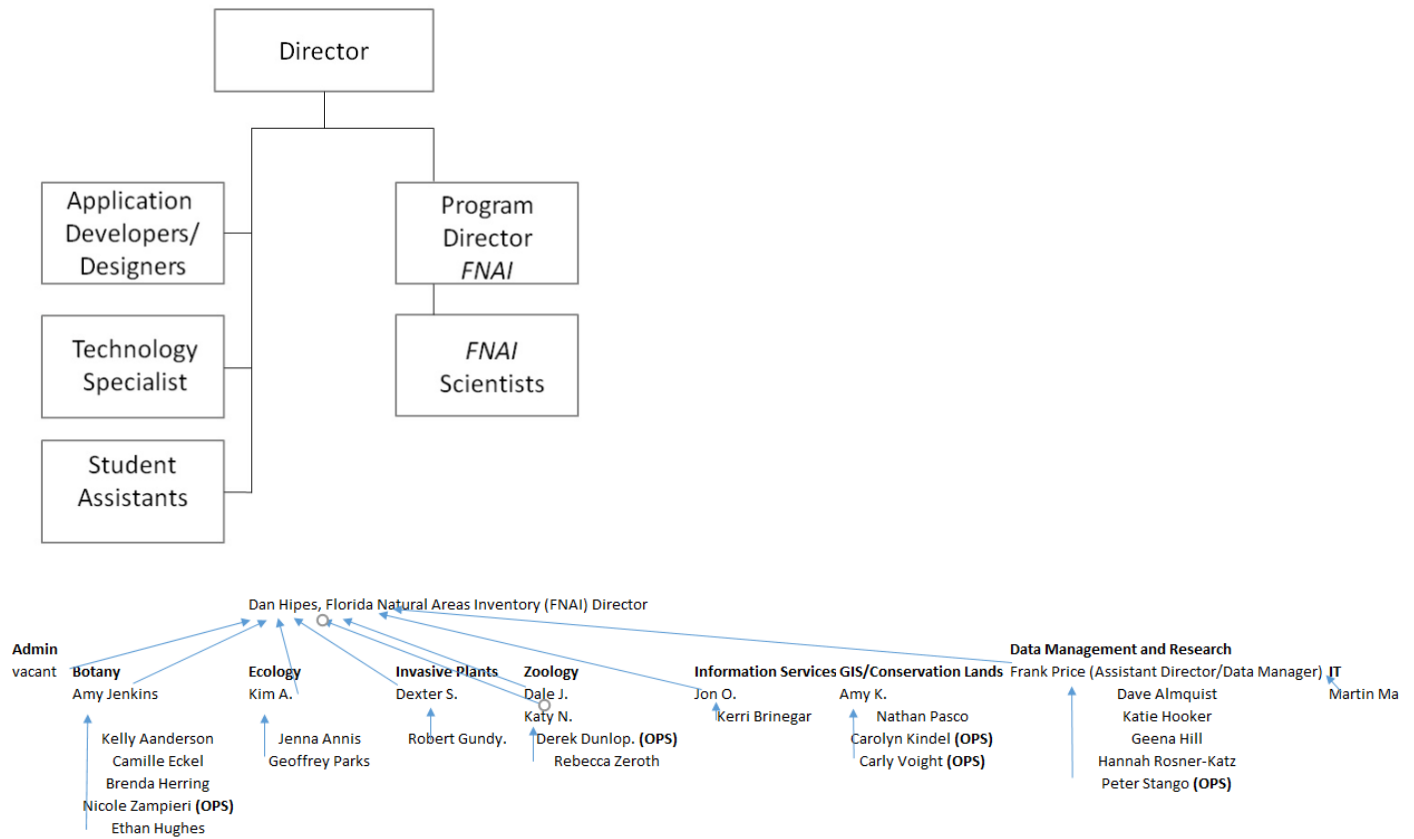 Director
Application
Developers/
Designers
Program
Director
FNAI
Technology
Specialist
FNAI
Scientists
Student
Assistants
Dan Hipes, Florida Natural Areas Inventory (FNAI) Director
Admin
vacant
Botany
Amy Jenkins
Kelly Aanderson
Camille Eckel
Brenda Herring
Nicole Zampieri (OPS)
Ethan Hughes
Ecology
Kim A.
Jenna Annis
Geoffrey Parks
Invasive Plants
Dexter S.
Robert Gundy.
Zoology
Dale J.
Katy N.
Derek Dunlop. (OPS)
Rebecca Zeroth
Information Services
Jon O.
Kerri Brinegar
GIS/Conservation Lands
Amy K.
Nathan Pasco
Carolyn Kindel (OPS)
Carly Voight (OPS)
Data Management and Research
Frank Price (Assistant Director/Data Manager)
Dave Almquist
Katie Hooker
Geena Hill
Hannah Rosner-Katz
Peter Stango (OPS)
IT
Martin Ma